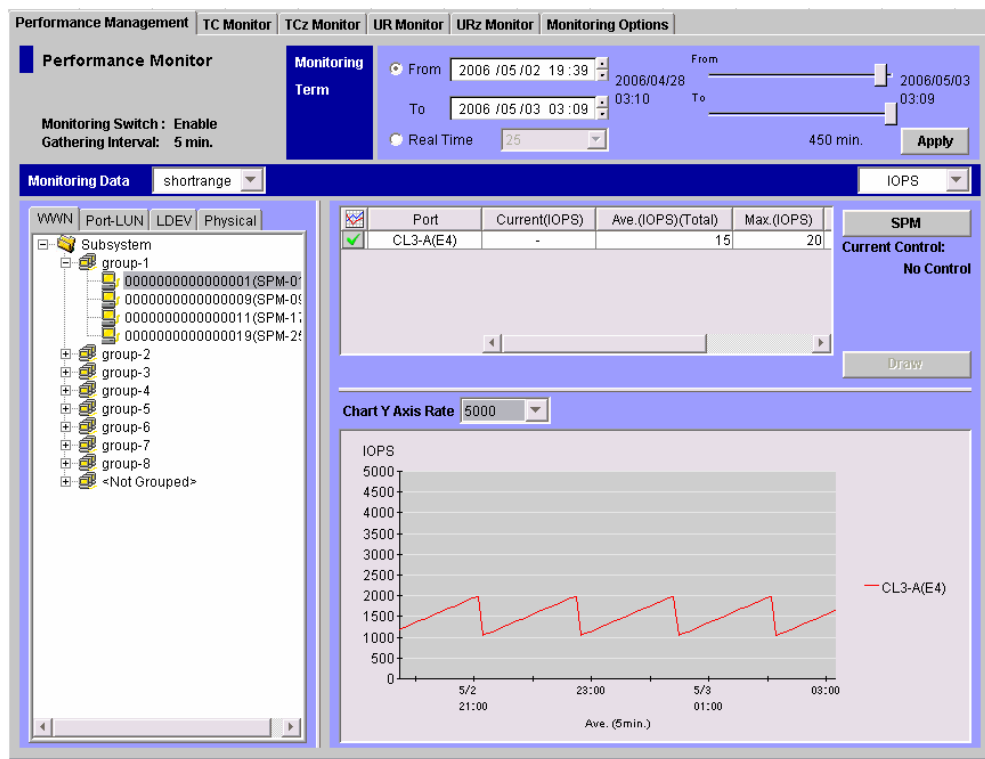 Performance Management TC Monitor TCz Monitor UR Monitor URz Monitor Monitoring Options
Performance Monitor
Monitoring Switch : Enable
Gathering Interval: 5 min.
Monitoring Term
From 2006 /05 /02 19 :39
To 2006 /05 /03 03 :09
Real Time 25
From
2006/04/28 03:10
To
2006/05/03 03:09
450 min.
Apply
Monitoring Data shortrange IOPS
WWN Port-LUN LDEV Physical
Subsystem
group-1
0000000000000001(SPM-01
0000000000000009(SPM-09
0000000000000011(SPM-17
0000000000000019(SPM-25
group-2
group-3
group-4
group-5
group-6
group-7
group-8
<Not Grouped>
Port Current(IOPS) Ave.(IOPS)(Total) Max.(IOPS)
CL3-A(E4) - 15 20
SPM
Current Control:
No Control
Draw
Chart Y Axis Rate 5000
IOPS
5000
4500
4000
3500
3000
2500
2000
1500
1000
500
0
5/2 23:00 5/3 03:00
21:00 01:00
Ave. (5min.)
CL3-A(E4)